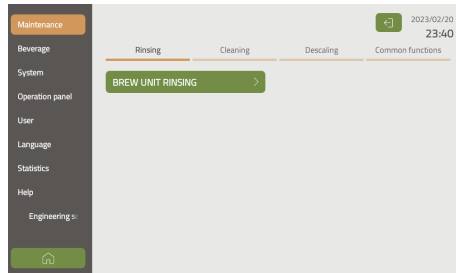 Maintenance
Beverage
System
Operation panel
User
Language
Statistics
Help
Engineering
2023/02/20
23:40
Rinsing
Cleaning
Descaling
Common functions
BREW UNIT RINSING